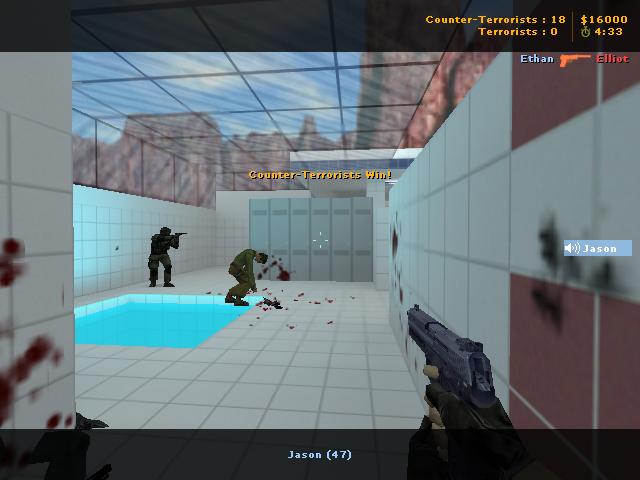 Counter-Terrorists : 18 $16000
Terrorists : 0 4:33
Ethan Elliot
Counter-Terrorists Win!
Jason
Jason (47)